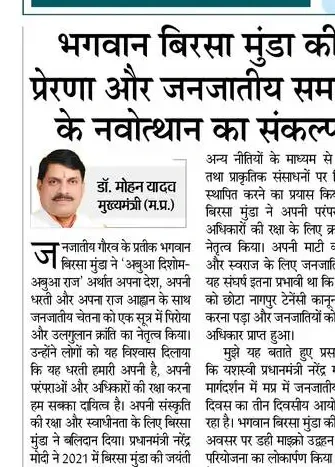 भगवान बिरसा मुंडा की
प्रेरणा और जनजातीय सम
के नवोत्थान का संकल्प
डॉ. मोहन यादव
मुख्यमंत्री (म.प्र.)
जनजातीय गौरव के प्रतीक भगवान
बिरसा मुंडा ने 'अबुआ दिशोम-
अबुआ राज' अर्थात अपना देश, अपनी
धरती और अपना राज आह्वान के साथ
जनजातीय चेतना को एक सूत्र में पिरोया
और उलगुलान क्रांति का नेतृत्व किया।
उन्होंने लोगों को यह विश्वास दिलाया
कि यह धरती हमारी अपनी है, अपनी
परंपराओं और अधिकारों की रक्षा करना
हम सबका दायित्व है। अपनी संस्कृति
की रक्षा और स्वाधीनता के लिए बिरसा
मुंडा ने बलिदान दिया। प्रधानमंत्री नरेंद्र
मोदी ने 2021 में बिरसा मुंडा की जयंती
अन्य नीतियों के माध्यम से
तथा प्राकृतिक संसाधनों पर
स्थापित करने का प्रयास किय
बिरसा मुंडा ने अपनी परंप
अधिकारों की रक्षा के लिए क्र
नेतृत्व किया। अपनी माटी
और स्वराज के लिए जनजाति
यह संघर्ष इतना प्रभावी था कि
को छोटा नागपुर टेनेंसी कानून
करना पड़ा और जनजातियों को
अधिकार प्राप्त हुआ।
मुझे यह बताते हुए प्रस
कि यशस्वी प्रधानमंत्री नरेंद्र म
मार्गदर्शन में मप्र में जनजातीय
दिवस का तीन दिवसीय आयो
रहा है। भगवान बिरसा मुंडा की
अवसर पर डही माइक्रो उद्वहन
परियोजना का लोकार्पण किया